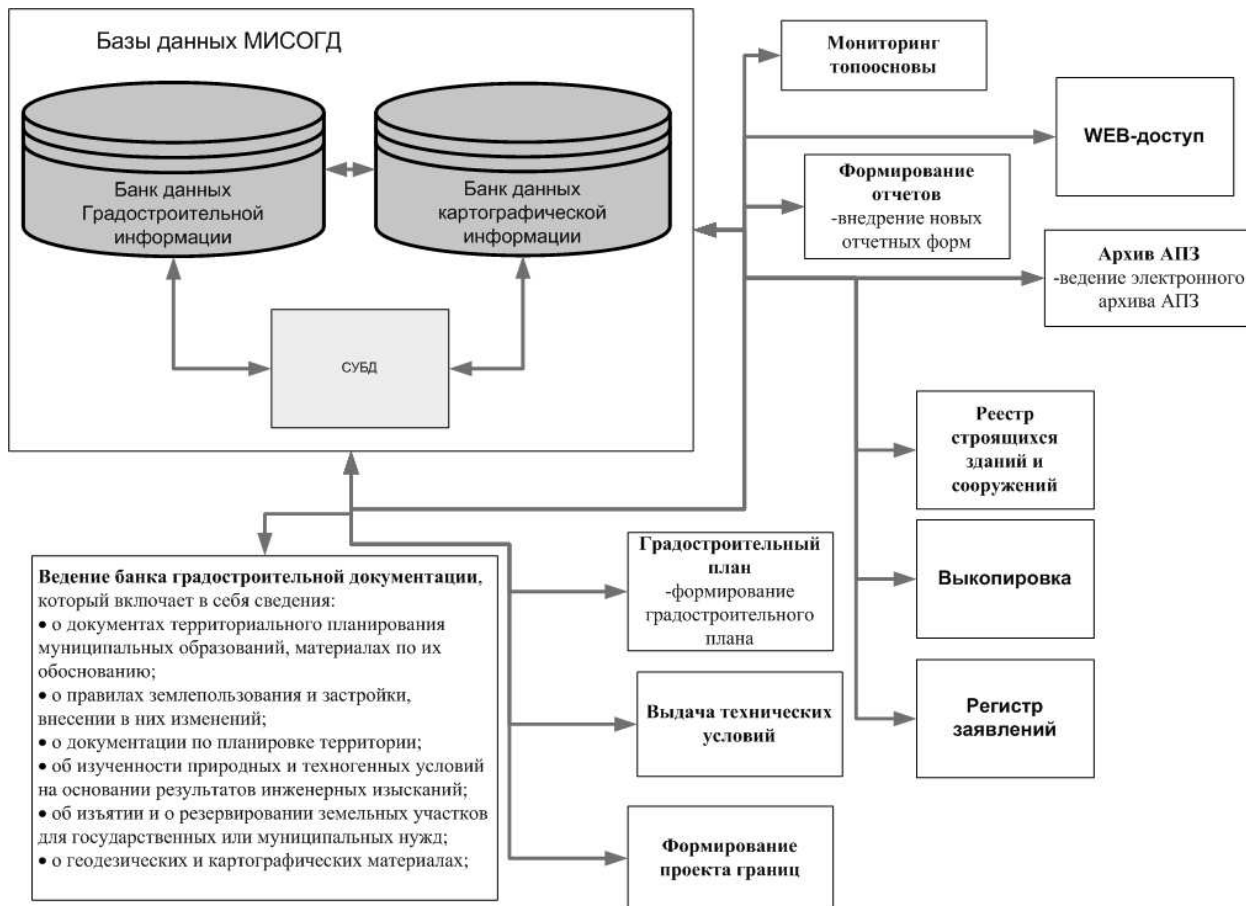 Базы данных МИСОГД
Банк данных
Градостроительной
информации
Банк данных
картографической
информации
СУБД
Мониторинг
топоосновы
WEB-доступ
Формирование
отчетов
-внедрение новых
отчетных форм
Архив АПЗ
-ведение электронного
архива АПЗ
Реестр
строящихся
зданий и
сооружений
Выкопировка
Регистр
заявлений
Градостроительный
план
-формирование
градостроительного
плана
Выдача технических
условий
Формирование
проекта границ
Ведение банка градостроительной документации,
который включает в себя сведения:
• о документах территориального планирования
муниципальных образований, материалах по их
обоснованию;
• о правилах землепользования и застройки,
внесении в них изменений;
• о документации по планировке территории;
• об изученности природных и техногенных условий
на основании результатов инженерных изысканий;
• об изъятии и о резервировании земельных участков
для государственных или муниципальных нужд;
• о геодезических и картографических материалах;